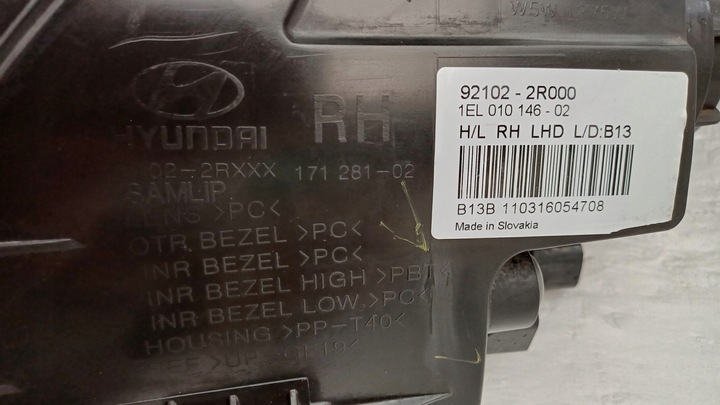 W5W
HYUNDAI
RH
02-2RXXX 171 281-02
SAMLIP
LENS >PC<
OTR. BEZEL >PC<
INR BEZEL >PC<
INR BEZEL HIGH >PBT<
INR BEZEL LOW >PC<
HOUSING >PP-T40<
92102 - 2R000
1EL 010 146 - 02
H/L RH LHD L/D:B13
B13B 110316054708
Made in Slovakia